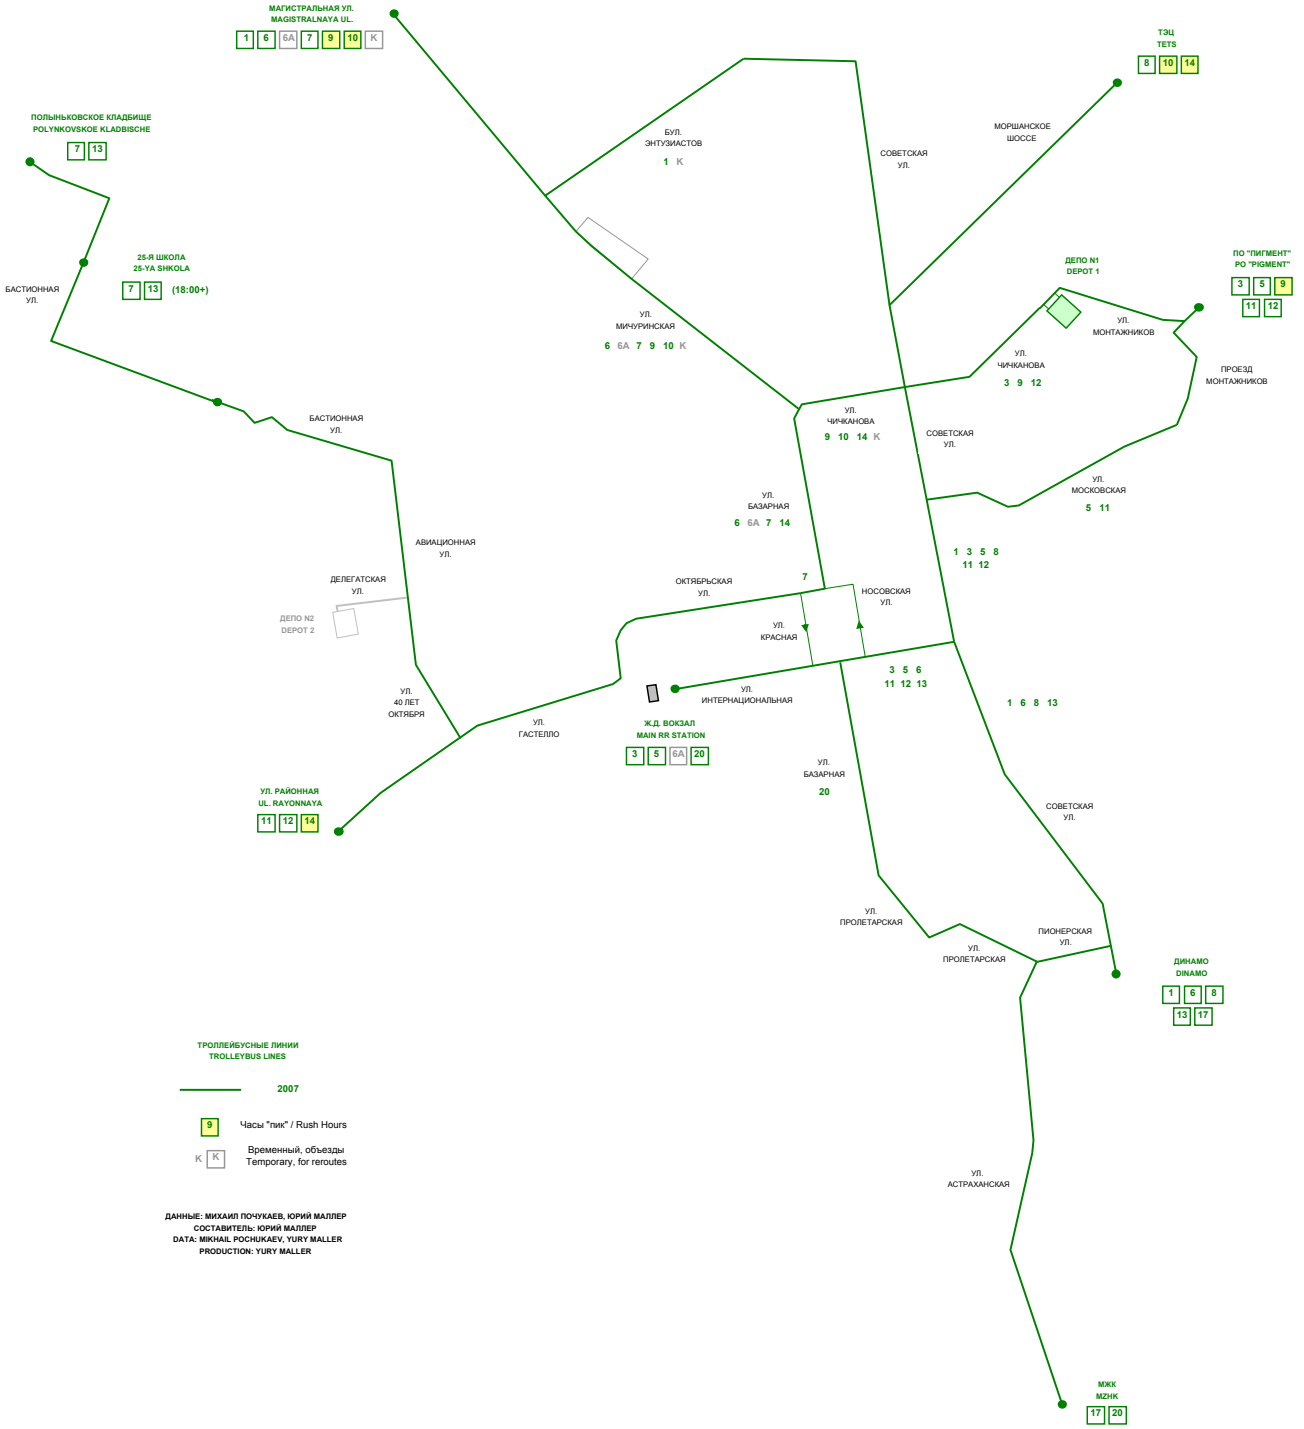 МАГИСТРАЛЬНАЯ УЛ.
MAGISTRALNAYA UL.
1 6 6A 7 9 10 K
ТЭЦ
TETS
8 10 14
ПОЛЫНЬКОВСКОЕ КЛАДБИЩЕ
POLYNKOVSKOE KLADBISCHE
7 13
БУЛ.
ЭНТУЗИАСТОВ
1 K
СОВЕТСКАЯ
УЛ.
МОРШАНСКОЕ
ШОССЕ
25-Я ШКОЛА
25-YA SHKOLA
7 13 (18:00+)
БАСТИОННАЯ
УЛ.
ДЕПО N1
DEPOT 1
ПО "ПИГМЕНТ"
PO "PIGMENT"
3 5 9
11 12
УЛ.
МИЧУРИНСКАЯ
6 6A 7 9 10 K
УЛ.
МОНТАЖНИКОВ
УЛ.
ЧИЧКАНОВА
3 9 12
ПРОЕЗД
МОНТАЖНИКОВ
БАСТИОННАЯ
УЛ.
УЛ.
ЧИЧКАНОВА
9 10 14 K
СОВЕТСКАЯ
УЛ.
УЛ.
МОСКОВСКАЯ
5 11
УЛ.
БАЗАРНАЯ
6 6A 7 14
АВИАЦИОННАЯ
УЛ.
1 3 5 8
11 12
ДЕЛЕГАТСКАЯ
УЛ.
ОКТЯБРЬСКАЯ
УЛ.
7
НОСОВСКАЯ
УЛ.
ДЕПО N2
DEPOT 2
УЛ.
КРАСНАЯ
3 5 6
11 12 13
УЛ.
40 ЛЕТ
ОКТЯБРЯ
УЛ.
ИНТЕРНАЦИОНАЛЬНАЯ
1 6 8 13
УЛ.
ГАСТЕЛЛО
Ж.Д. ВОКЗАЛ
MAIN RR STATION
3 5 6A 20
УЛ.
БАЗАРНАЯ
20
УЛ. РАЙОННАЯ
UL. RAYONNAYA
11 12 14
СОВЕТСКАЯ
УЛ.
УЛ.
ПРОЛЕТАРСКАЯ
ПИОНЕРСКАЯ
УЛ.
УЛ.
ПРОЛЕТАРСКАЯ
ДИНАМО
DINAMO
1 6 8
13 17
ТРОЛЛЕЙБУСНЫЕ ЛИНИИ
TROLLEYBUS LINES
2007
9 Часы "пик" / Rush Hours
K K Временный, объезды
Temporary, for reroutes
УЛ.
АСТРАХАНСКАЯ
ДАННЫЕ: МИХАИЛ ПОЧУКАЕВ, ЮРИЙ МАЛЛЕР
СОСТАВИТЕЛЬ: ЮРИЙ МАЛЛЕР
DATA: MIKHAIL POCHUKAEV, YURY MALLER
PRODUCTION: YURY MALLER
МЖК
MZHK
17 20